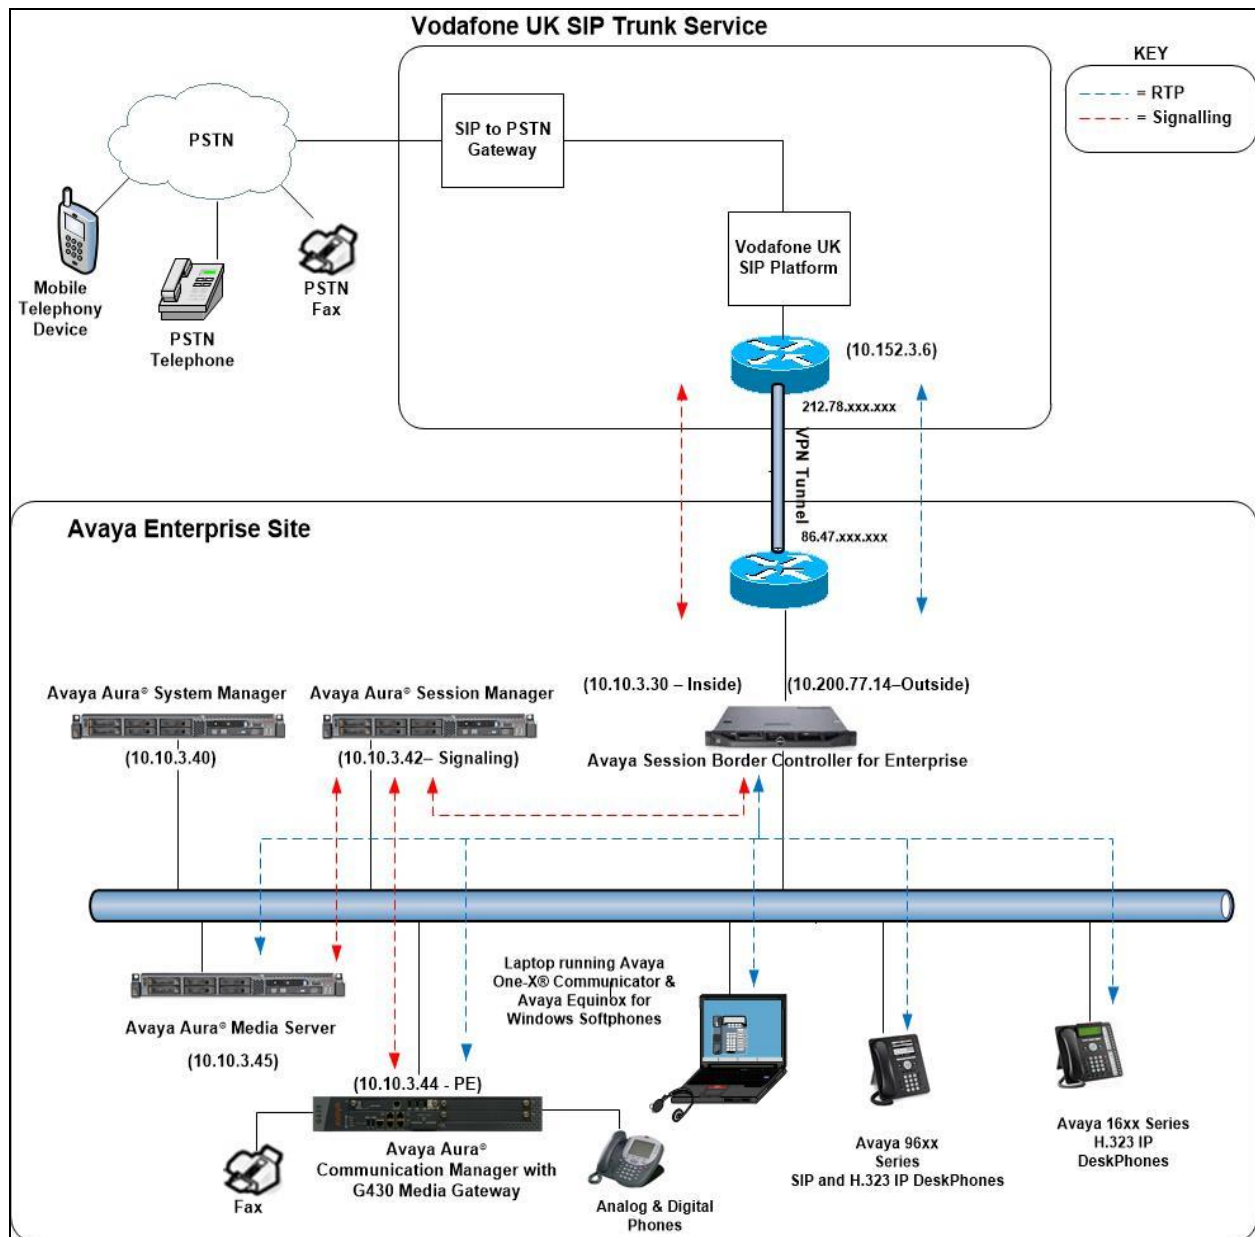 Vodafone UK SIP Trunk Service
KEY
= RTP
= Signalling
PSTN
SIP to PSTN
Gateway
Vodafone UK
SIP Platform
Mobile
Telephony
Device
PSTN
Telephone
PSTN
Fax
(10.152.3.6)
212.78.xxx.xxx
VPN Tunnel
86.47.xxx.xxx
Avaya Enterprise Site
Avaya Aura® System Manager
(10.10.3.40)
Avaya Aura® Session Manager
(10.10.3.42– Signaling)
(10.10.3.30 – Inside)
(10.200.77.14–Outside)
Avaya Session Border Controller for Enterprise
Avaya Aura® Media Server
(10.10.3.45)
(10.10.3.44 - PE)
Avaya Aura®
Communication Manager with
G430 Media Gateway
Fax
Analog & Digital
Phones
Laptop running Avaya
One-X® Communicator &
Avaya Equinox for
Windows Softphones
Avaya 96xx
Series
SIP and H.323 IP DeskPhones
Avaya 16xx Series
H.323 IP
DeskPhones